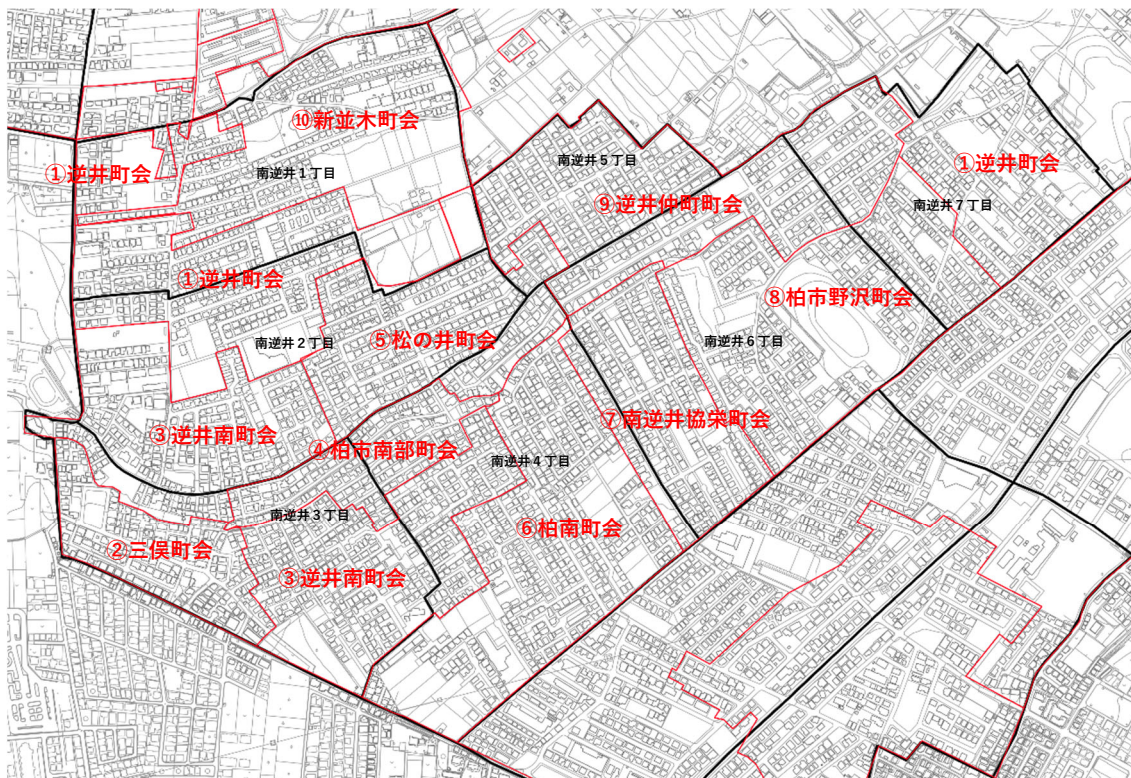 ⑩新並木町会
南逆井５丁目
①逆井町会
①逆井町会
南逆井１丁目
⑨逆井仲町町会
南逆井７丁目
①逆井町会
⑧柏市野沢町会
南逆井２丁目
⑤松の井町会
南逆井６丁目
⑦南逆井協栄町会
③逆井南町会
④柏市南部町会
南逆井４丁目
南逆井３丁目
⑥柏南町会
②三俣町会
③逆井南町会